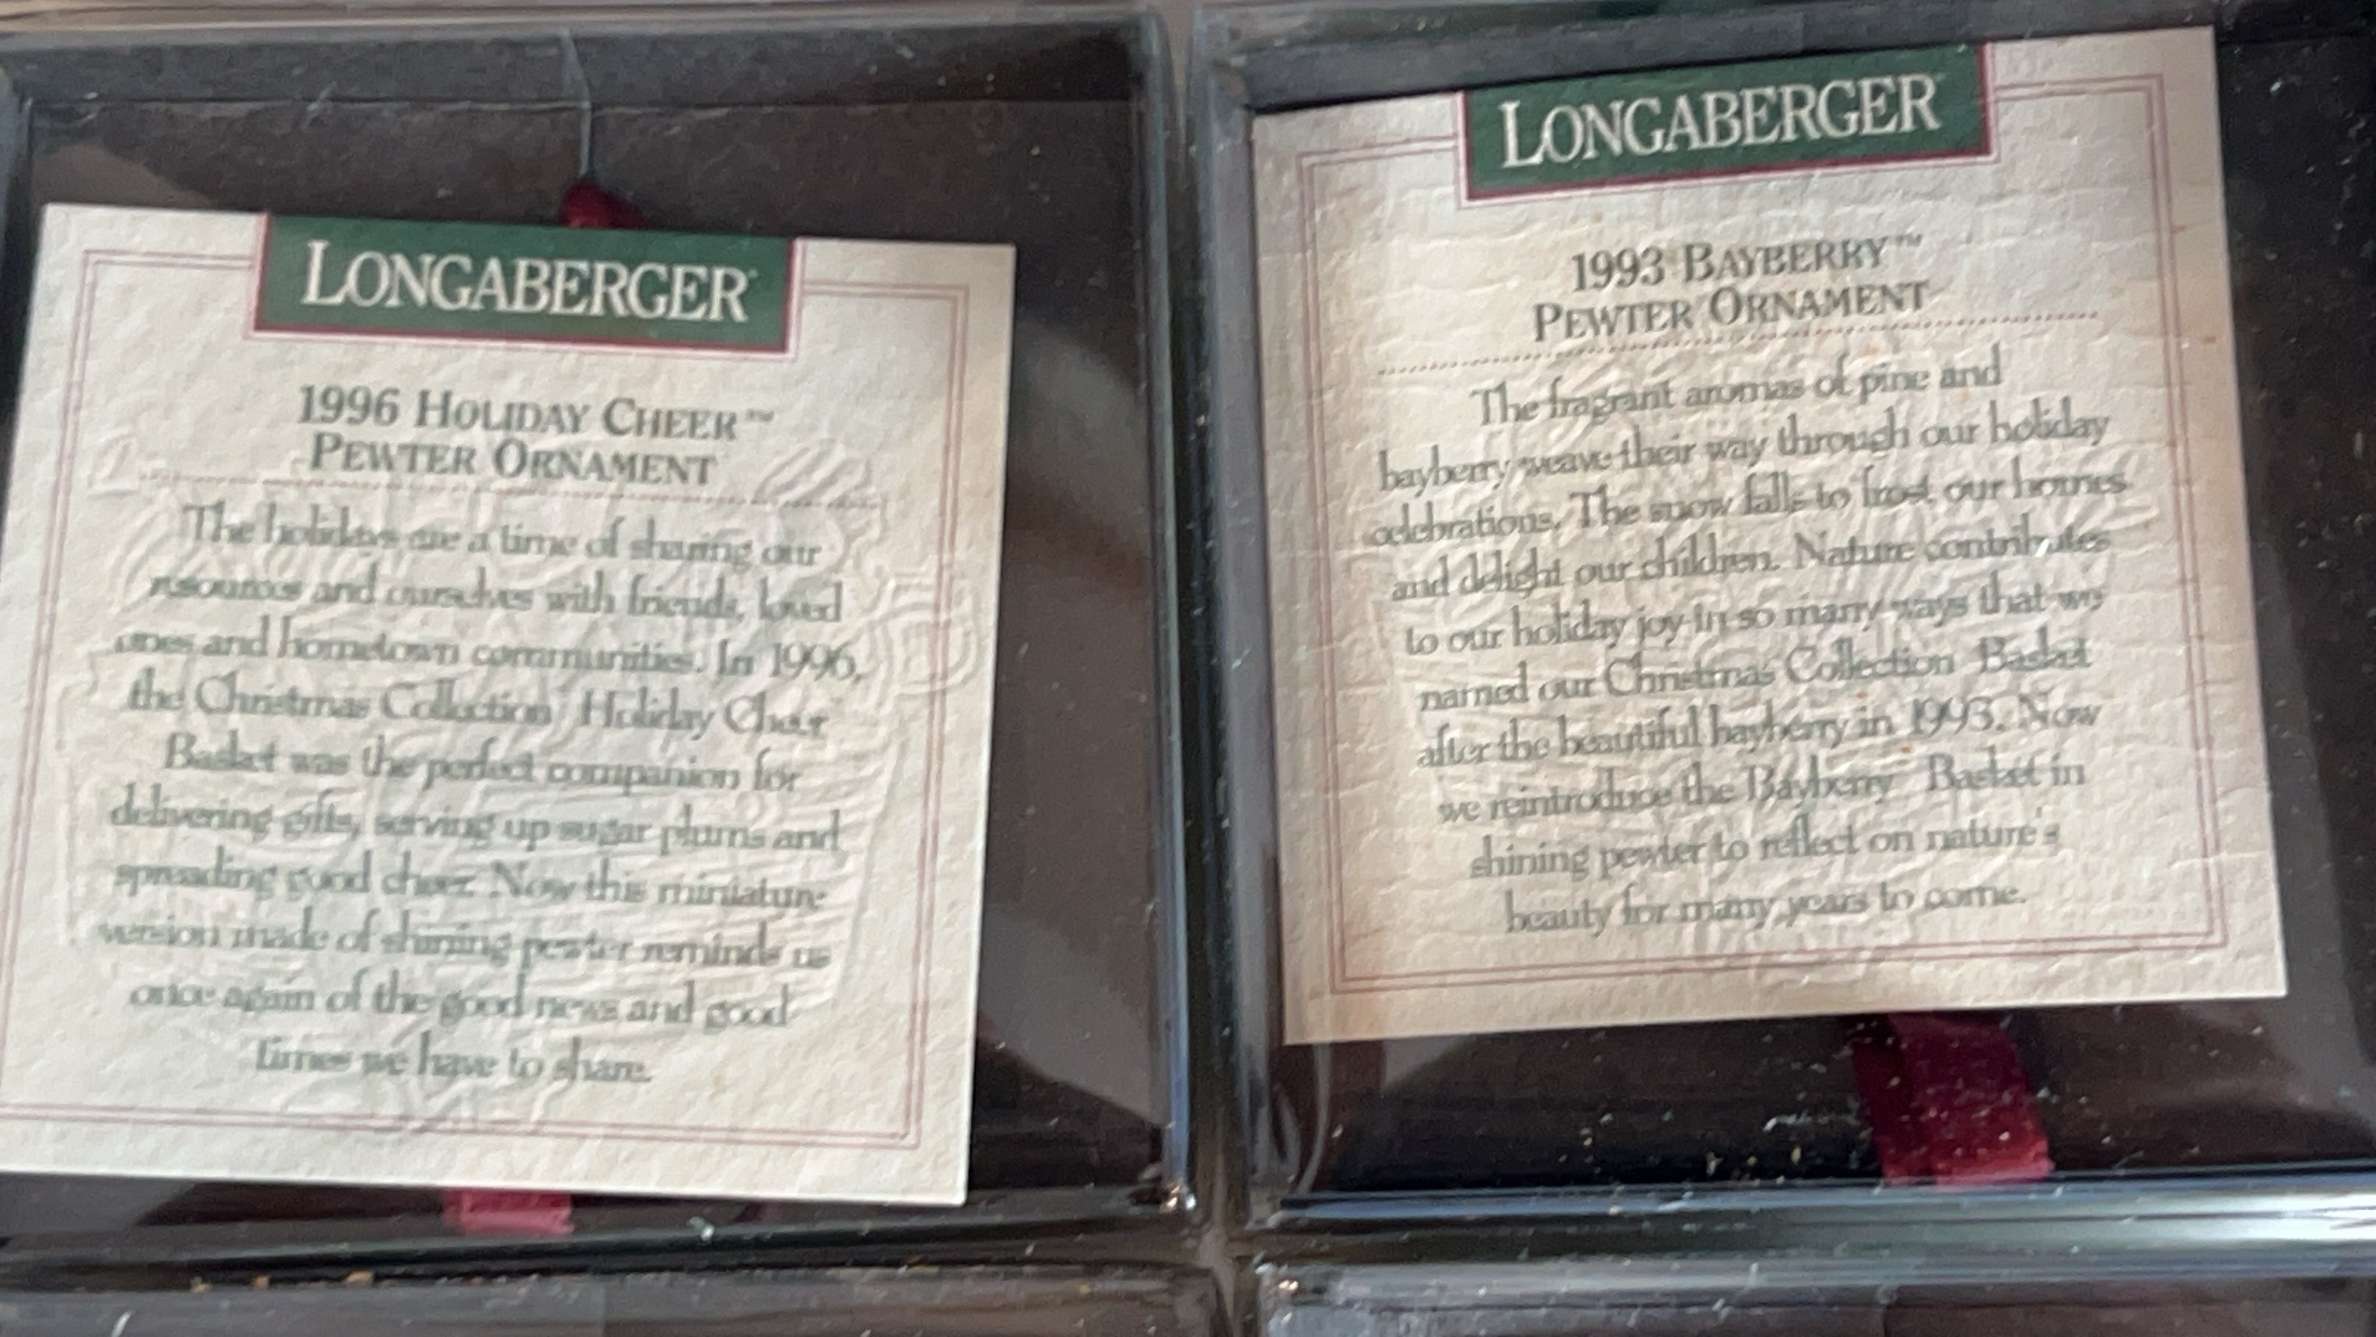 LONGABERGER
1996 HOLIDAY CHEER™
PEWTER ORNAMENT
The holidays are a time of sharing our
resources and ourselves with friends, loved
ones and hometown communities. In 1996,
the Christmas Collection Holiday Cheer
Basket was the perfect companion for
delivering gifts, serving up sugar plums and
spreading good cheer. Now this miniature
version made of shining pewter reminds us
once again of the good news and good
times we have to share.
LONGABERGER
1993 BAYBERRY™
PEWTER ORNAMENT
The fragrant aromas of pine and
bayberry weave their way through our holiday
celebrations. The snow falls to frost our homes
and delight our children. Nature contributes
to our holiday joy in so many ways that we
named our Christmas Collection Basket
after the beautiful bayberry in 1993. Now
we reintroduce the Bayberry Basket in
shining pewter to reflect on nature's
beauty for many years to come.